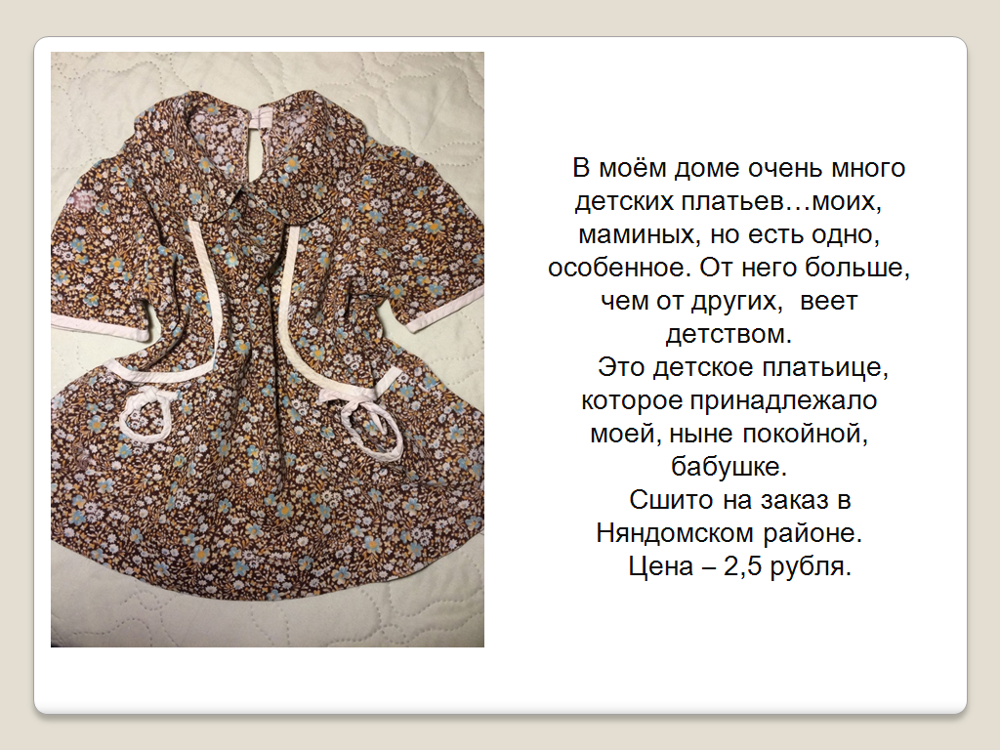 В моём доме очень много
детских платьев…моих,
маминых, но есть одно,
особенное. От него больше,
чем от других, веет
детством.
Это детское платьице,
которое принадлежало
моей, ныне покойной,
бабушке.
Сшито на заказ в
Няндомском районе.
Цена – 2,5 рубля.